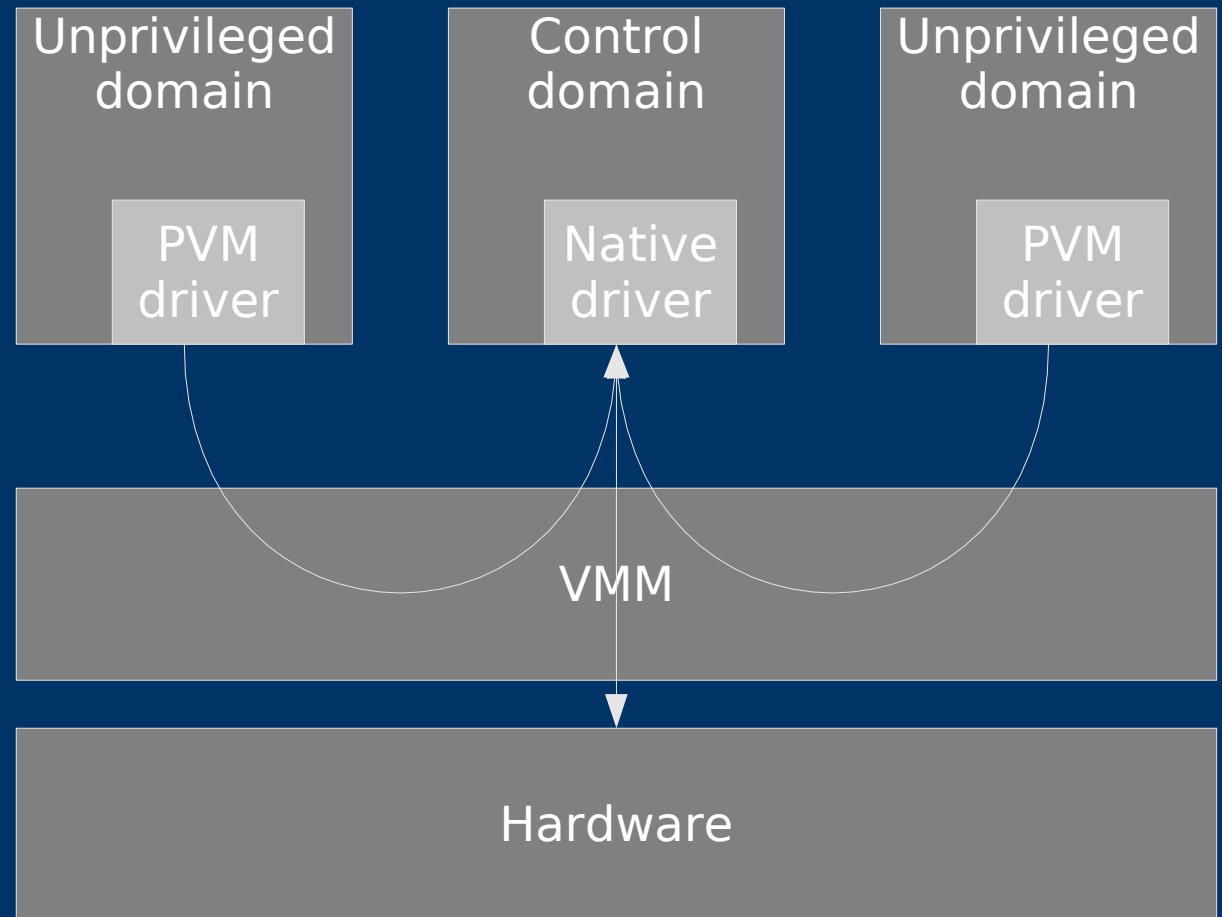 Unprivileged
domain
Control
domain
Unprivileged
domain
PVM
driver
Native
driver
PVM
driver
VMM
Hardware